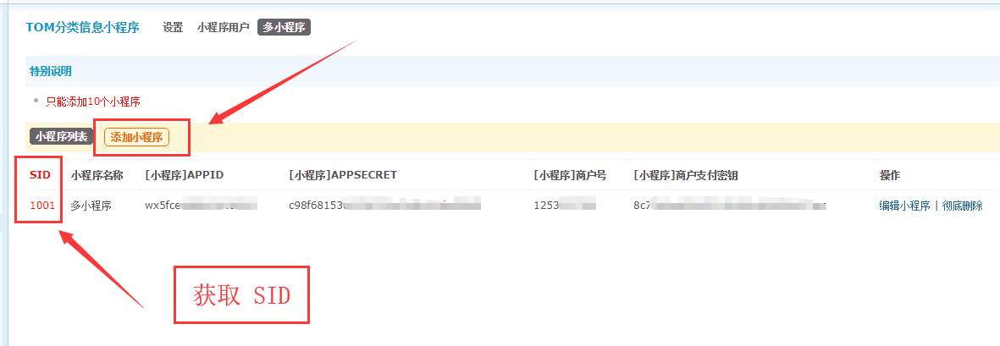 TOM分类信息小程序 设置 小程序用户 多小程序
特别说明
只能添加10个小程序
小程序列表 添加小程序
SID 小程序名称 [小程序]APPID [小程序]APPSECRET [小程序]商户号 [小程序]商户支付密钥 操作
1001 多小程序 wx5fce c98f68153 1253 8c7 编辑小程序 | 彻底删除
获取 SID